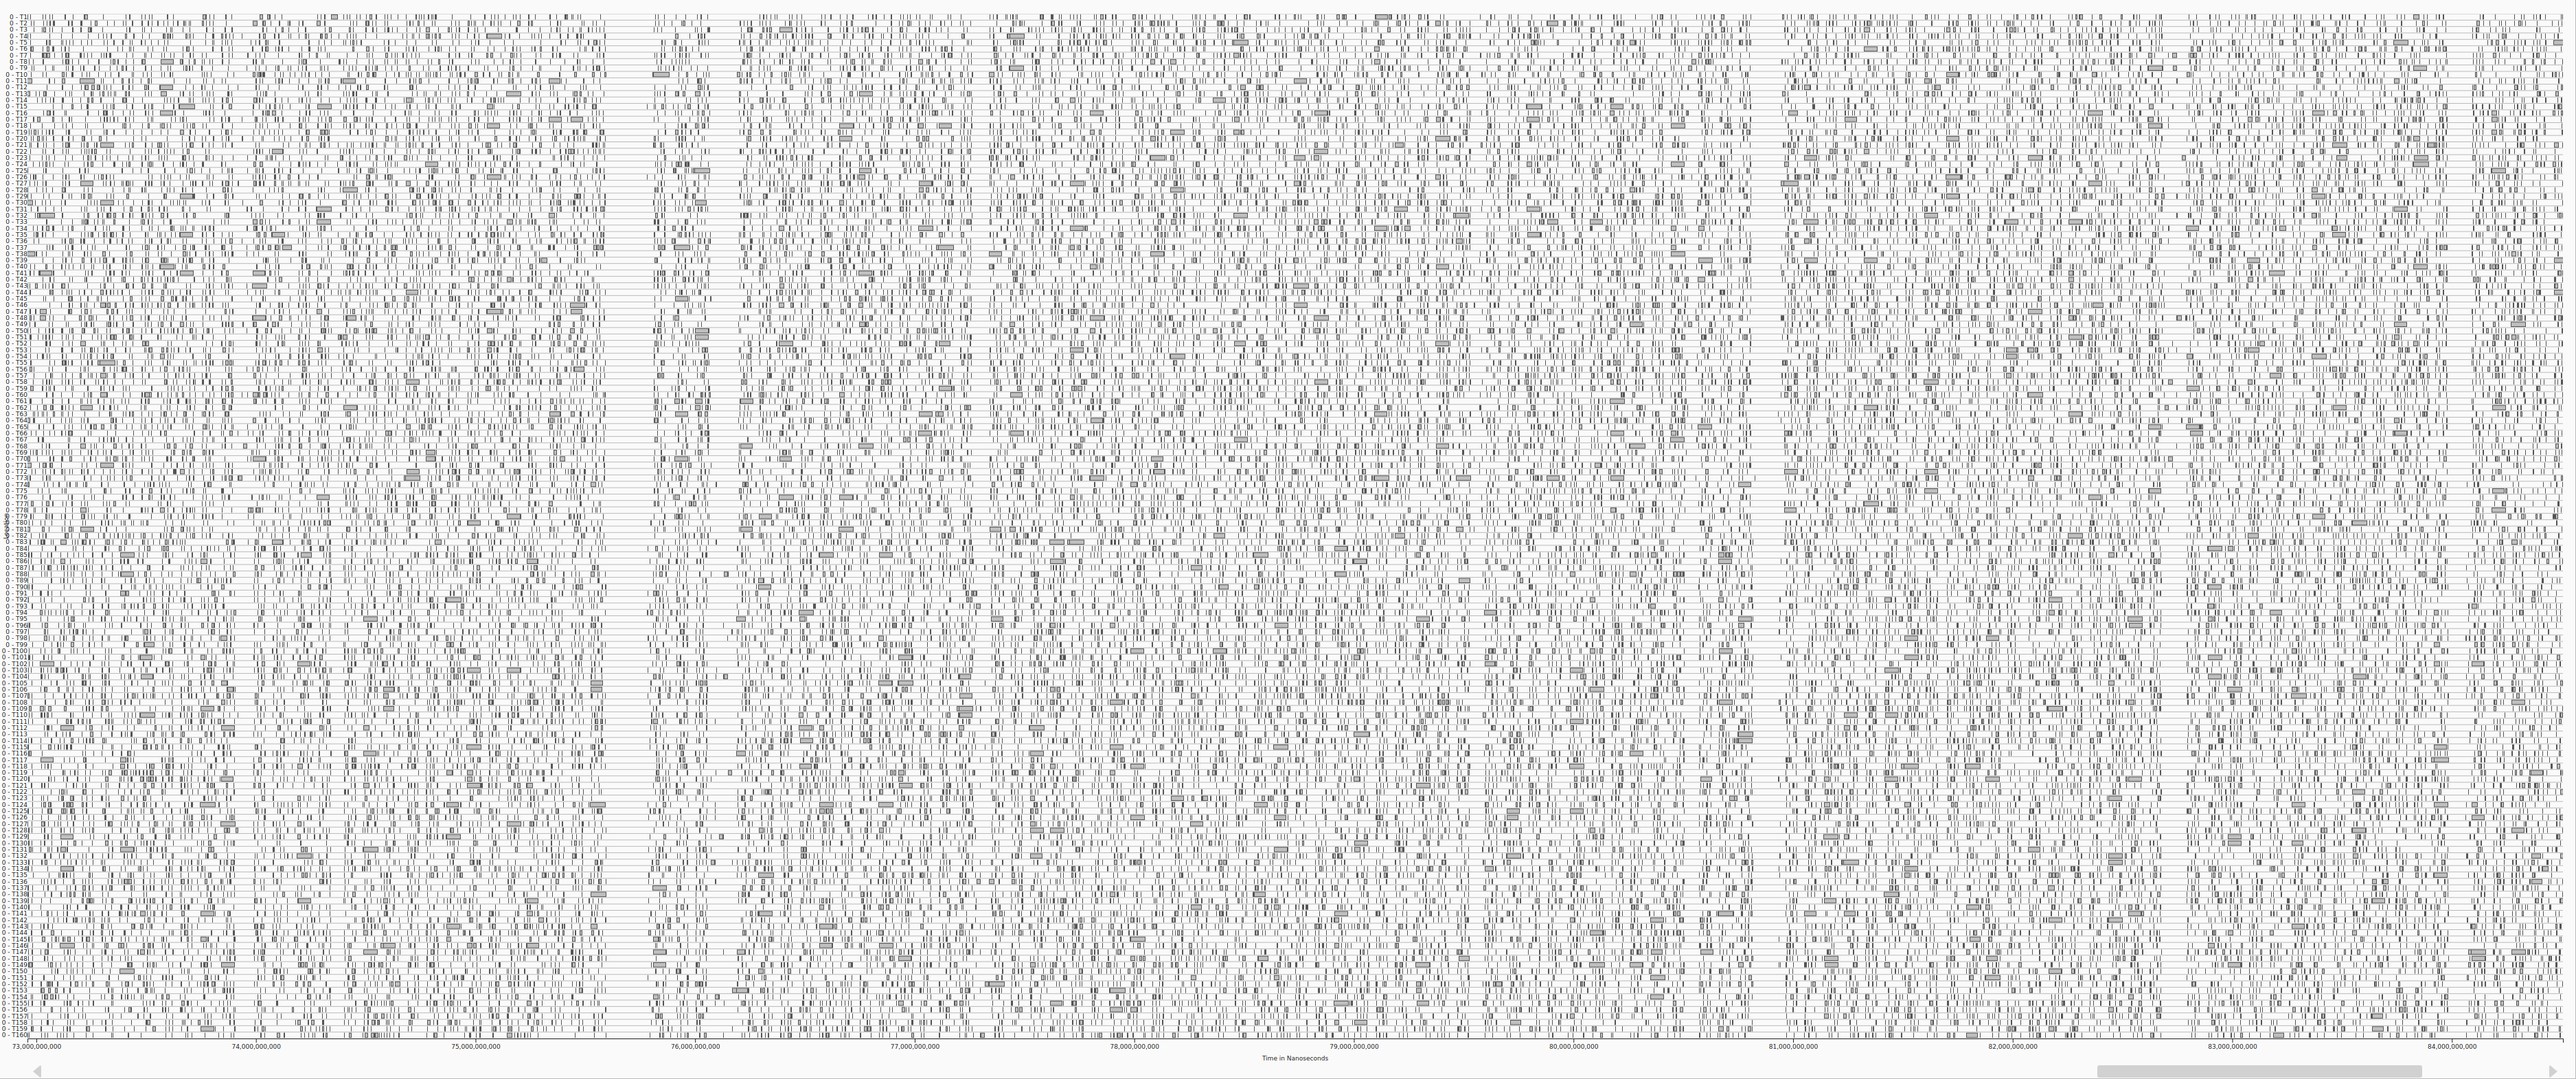 0 - T1
0 - T2
0 - T3
0 - T4
0 - T5
0 - T6
0 - T7
0 - T8
0 - T9
0 - T10
0 - T11
0 - T12
0 - T13
0 - T14
0 - T15
0 - T16
0 - T17
0 - T18
0 - T19
0 - T20
0 - T21
0 - T22
0 - T23
0 - T24
0 - T25
0 - T26
0 - T27
0 - T28
0 - T29
0 - T30
0 - T31
0 - T32
0 - T33
0 - T34
0 - T35
0 - T36
0 - T37
0 - T38
0 - T39
0 - T40
0 - T41
0 - T42
0 - T43
0 - T44
0 - T45
0 - T46
0 - T47
0 - T48
0 - T49
0 - T50
0 - T51
0 - T52
0 - T53
0 - T54
0 - T55
0 - T56
0 - T57
0 - T58
0 - T59
0 - T60
0 - T61
0 - T62
0 - T63
0 - T64
0 - T65
0 - T66
0 - T67
0 - T68
0 - T69
0 - T70
0 - T71
0 - T72
0 - T73
0 - T74
0 - T75
0 - T76
0 - T77
0 - T78
0 - T79
0 - T80
0 - T81
0 - T82
0 - T83
0 - T84
0 - T85
0 - T86
0 - T87
0 - T88
0 - T89
0 - T90
0 - T91
0 - T92
0 - T93
0 - T94
0 - T95
0 - T96
0 - T97
0 - T98
0 - T99
0 - T100
0 - T101
0 - T102
0 - T103
0 - T104
0 - T105
0 - T106
0 - T107
0 - T108
0 - T109
0 - T110
0 - T111
0 - T112
0 - T113
0 - T114
0 - T115
0 - T116
0 - T117
0 - T118
0 - T119
0 - T120
0 - T121
0 - T122
0 - T123
0 - T124
0 - T125
0 - T126
0 - T127
0 - T128
0 - T129
0 - T130
0 - T131
0 - T132
0 - T133
0 - T134
0 - T135
0 - T136
0 - T137
0 - T138
0 - T139
0 - T140
0 - T141
0 - T142
0 - T143
0 - T144
0 - T145
0 - T146
0 - T147
0 - T148
0 - T149
0 - T150
0 - T151
0 - T152
0 - T153
0 - T154
0 - T155
0 - T156
0 - T157
0 - T158
0 - T159
0 - T160
73,000,000,000 74,000,000,000 75,000,000,000 76,000,000,000 77,000,000,000 78,000,000,000 79,000,000,000 80,000,000,000 81,000,000,000 82,000,000,000 83,000,000,000 84,000,000,000
Time in Nanoseconds